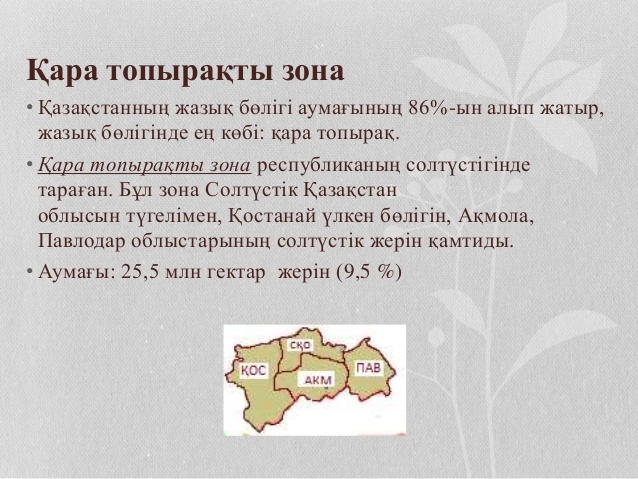 Қара топырақты зона
• Қазақстанның жазық бөлігі аумағының 86%-ын алып жатыр,
жазық бөлігінде ең көбі: қара топырақ.
• Қара топырақты зона республиканың солтүстігінде
тараған. Бұл зона Солтүстік Қазақстан
облысын түгелімен, Қостанай үлкен бөлігін, Ақмола,
Павлодар облыстарының солтүстік жерін қамтиды.
• Аумағы: 25,5 млн гектар жерін (9,5 %)
СҚО
ҚОС
ПАВ
АКМ